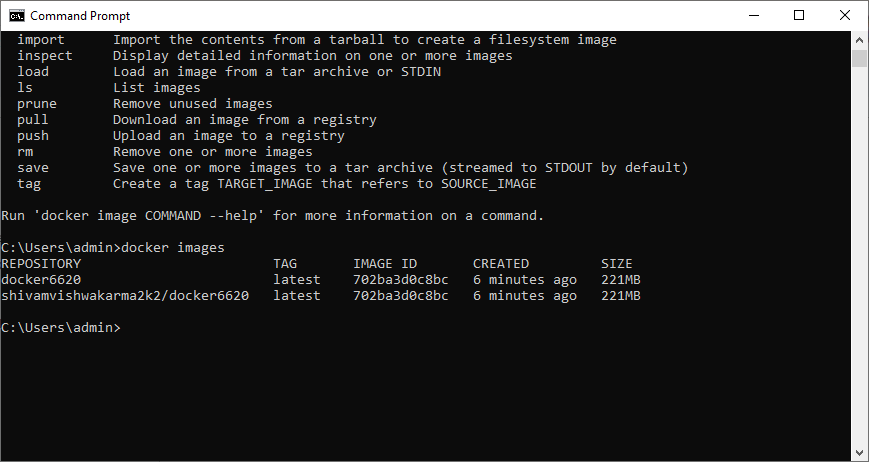 Command Prompt
import      Import the contents from a tarball to create a filesystem image
inspect     Display detailed information on one or more images
load        Load an image from a tar archive or STDIN
ls          List images
prune       Remove unused images
pull        Download an image from a registry
push        Upload an image to a registry
rm          Remove one or more images
save        Save one or more images to a tar archive (streamed to STDOUT by default)
tag         Create a tag TARGET_IMAGE that refers to SOURCE_IMAGE
Run 'docker image COMMAND --help' for more information on a command.
C:\Users\admin>docker images
REPOSITORY                        TAG       IMAGE ID       CREATED         SIZE
docker6620                        latest    702ba3d0c8bc   6 minutes ago   221MB
shivamvishwakarma2k2/docker6620   latest    702ba3d0c8bc   6 minutes ago   221MB
C:\Users\admin>